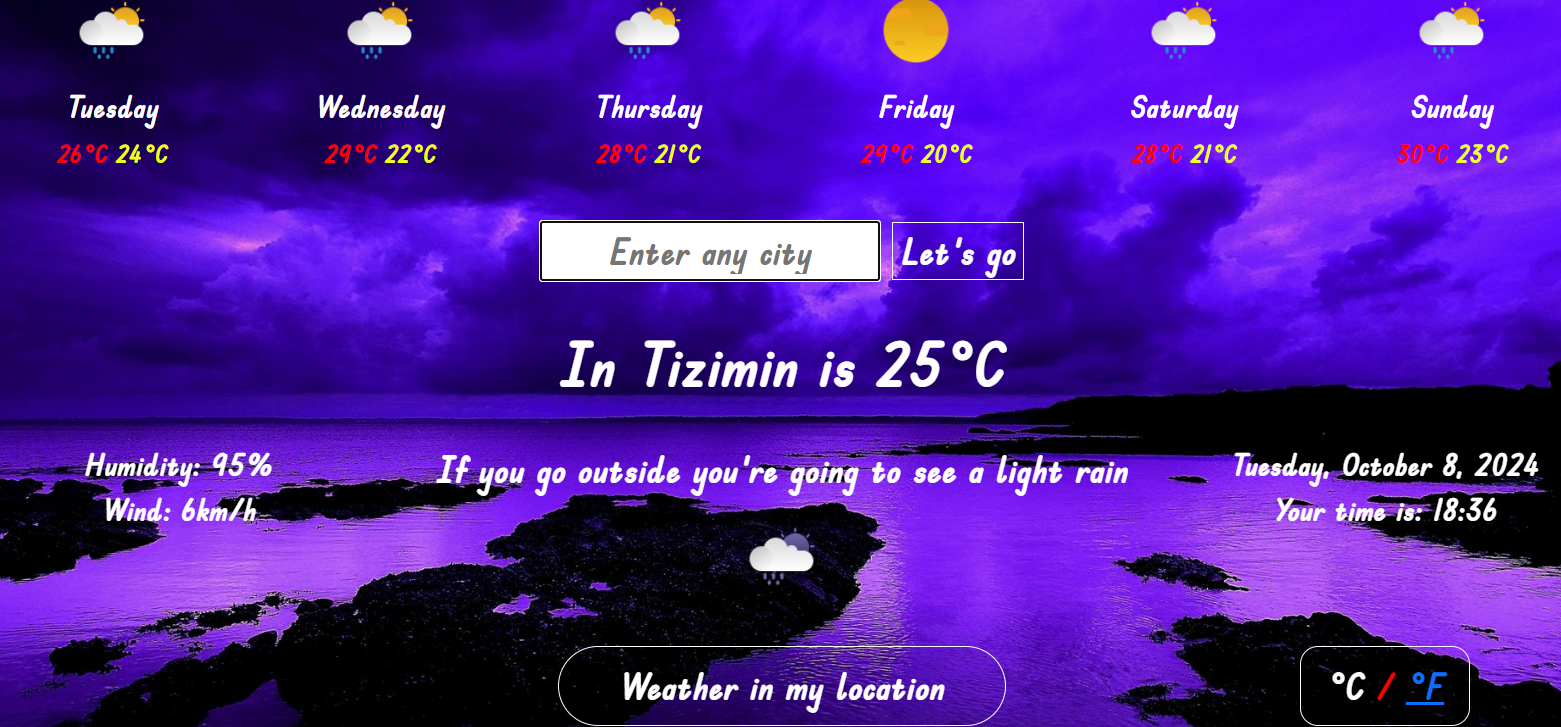 Tuesday Wednesday Thursday Friday Saturday Sunday
26°C 24°C 29°C 22°C 28°C 21°C 29°C 20°C 28°C 21°C 30°C 23°C
Enter any city Let's go
In Tizimin is 25°C
Humidity: 95% If you go outside you're going to see a light rain Tuesday, October 8, 2024
Wind: 6km/h Your time is: 18:36
Weather in my location °C / °F